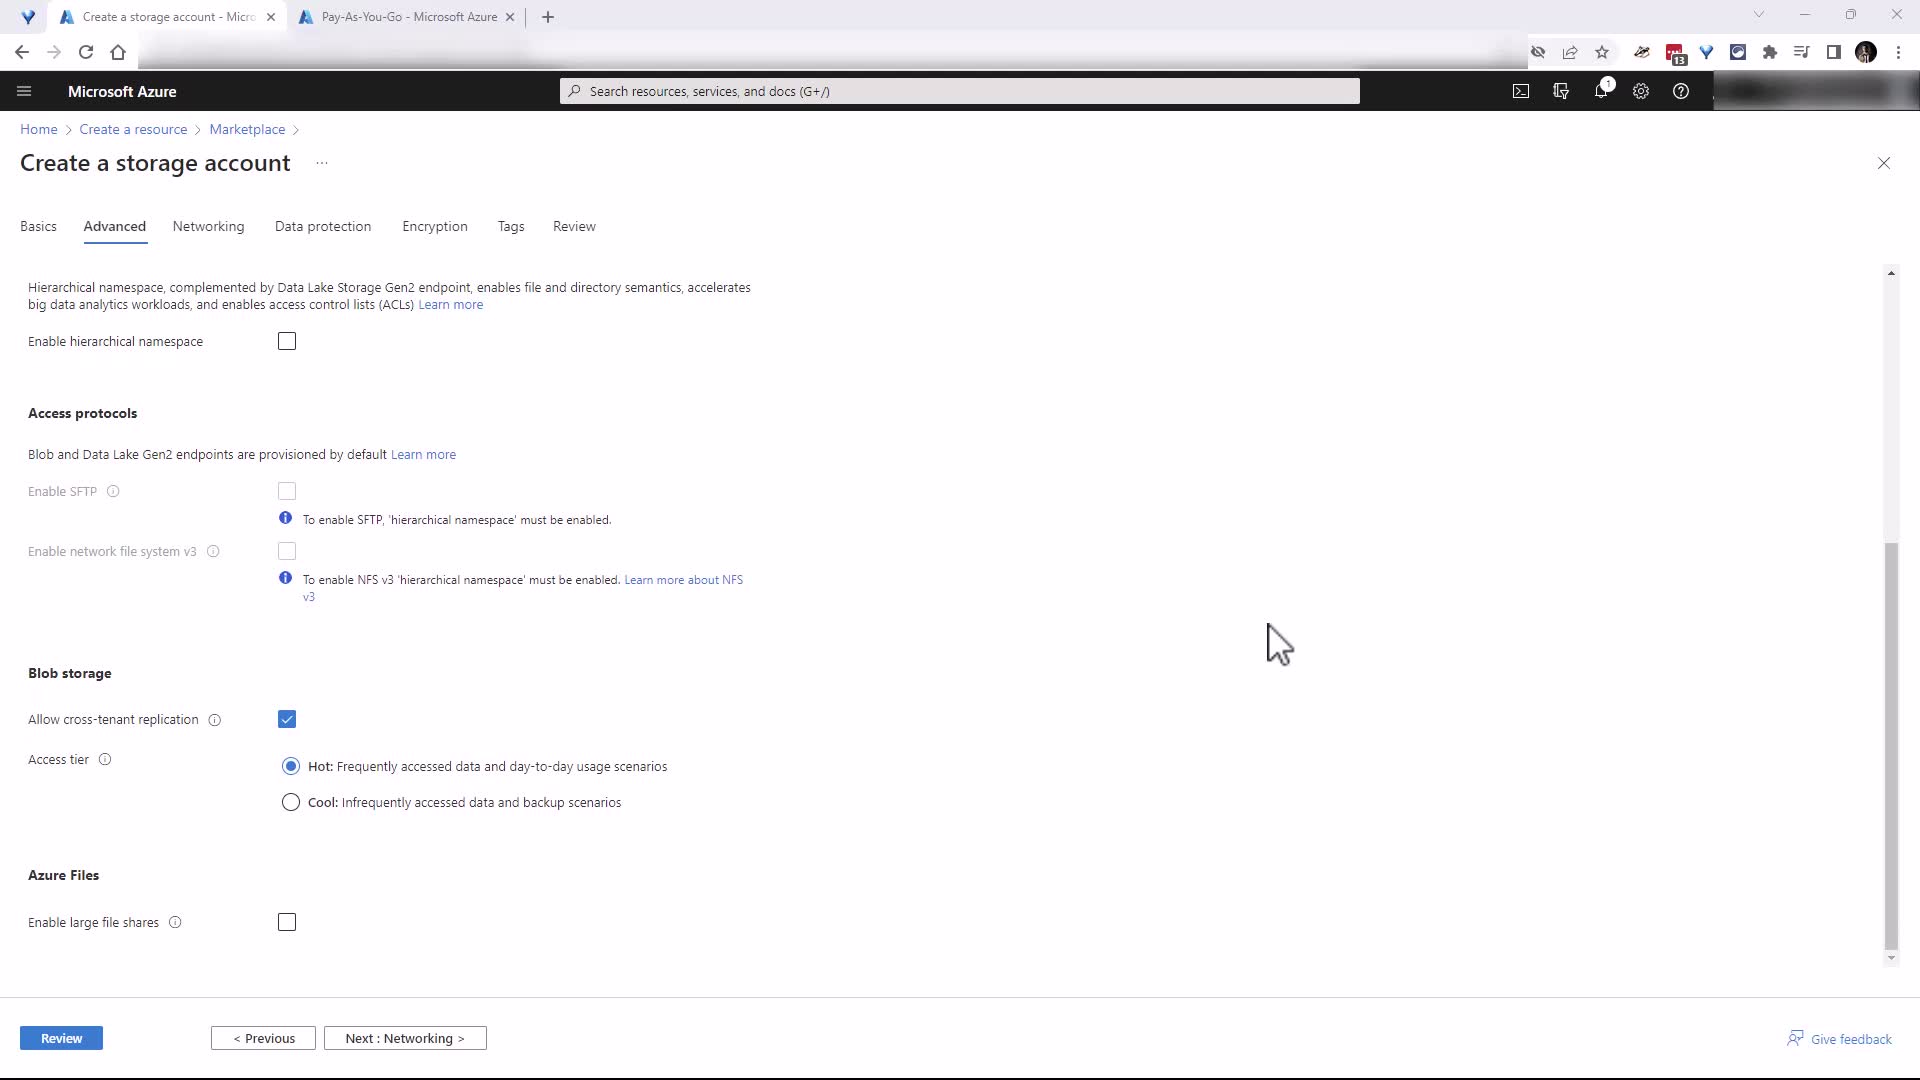 Create a storage account - Micro
Pay-As-You-Go - Microsoft Azure
13
Microsoft Azure
Search resources, services, and docs (G+/)
1
Home > Create a resource > Marketplace >
Create a storage account ...
Basics
Advanced
Networking
Data protection
Encryption
Tags
Review
Hierarchical namespace, complemented by Data Lake Storage Gen2 endpoint, enables file and directory semantics, accelerates
big data analytics workloads, and enables access control lists (ACLs) Learn more
Enable hierarchical namespace
Access protocols
Blob and Data Lake Gen2 endpoints are provisioned by default Learn more
Enable SFTP
To enable SFTP, 'hierarchical namespace' must be enabled.
Enable network file system v3
To enable NFS v3 'hierarchical namespace' must be enabled. Learn more about NFS
v3
Blob storage
Allow cross-tenant replication
Access tier
Hot: Frequently accessed data and day-to-day usage scenarios
Cool: Infrequently accessed data and backup scenarios
Azure Files
Enable large file shares
Review
< Previous
Next : Networking >
Give feedback